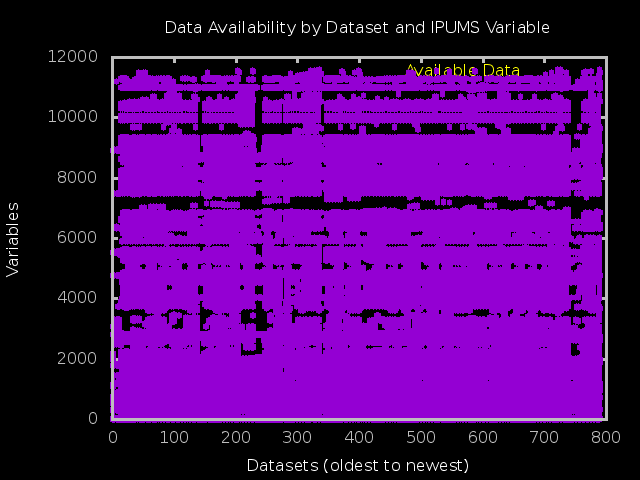 Data Availability by Dataset and IPUMS Variable
12000
Available Data
10000
8000
Variables
6000
4000
2000
0
0 100 200 300 400 500 600 700 800
Datasets (oldest to newest)